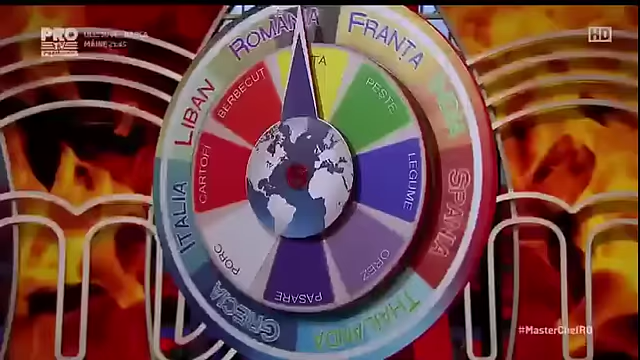 PRO
TV
MÂINE 21:45
HD
ROMÂNIA
FRANȚA
SPANIA
THAILANDA
GRECIA
ITALIA
LIBAN
BERBECUT
PEȘTE
LEGUME
OREZ
PASARE
PORC
CARTOFI
#MasterChefRO